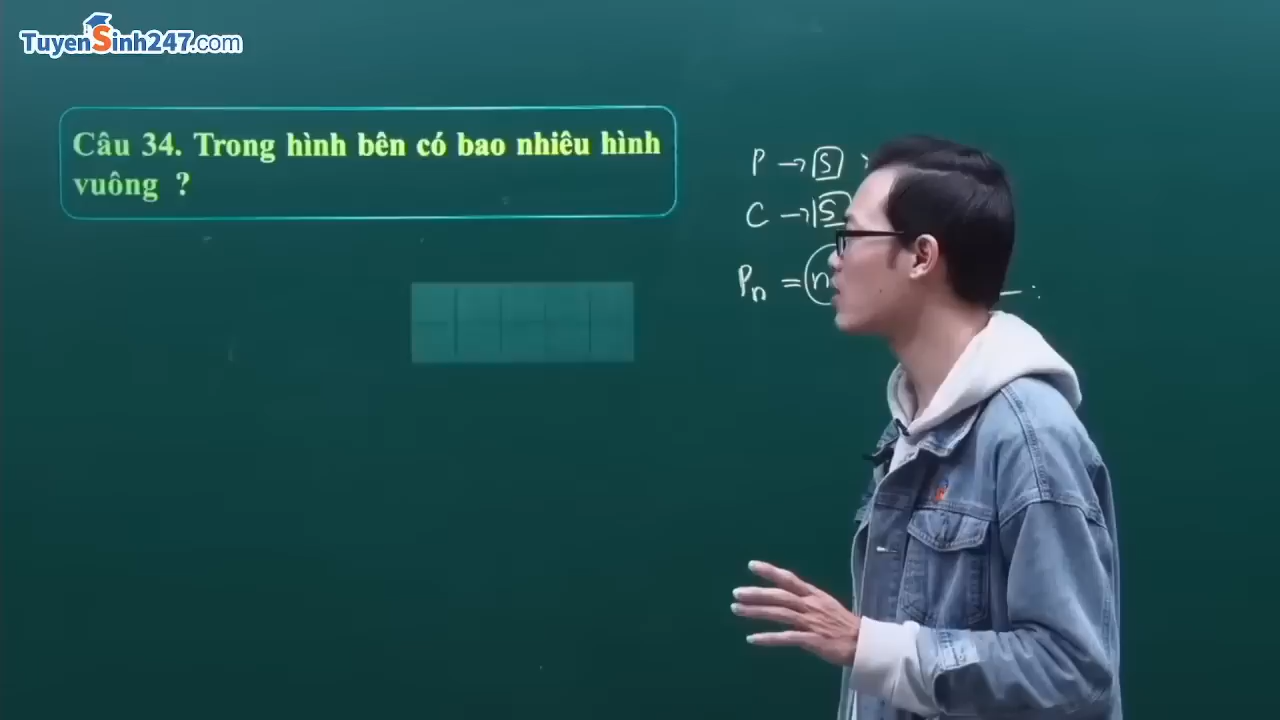 TuyenSinh247.com
Câu 34. Trong hình bên có bao nhiêu hình
vuông ?
P → S
C → S
Pn = n